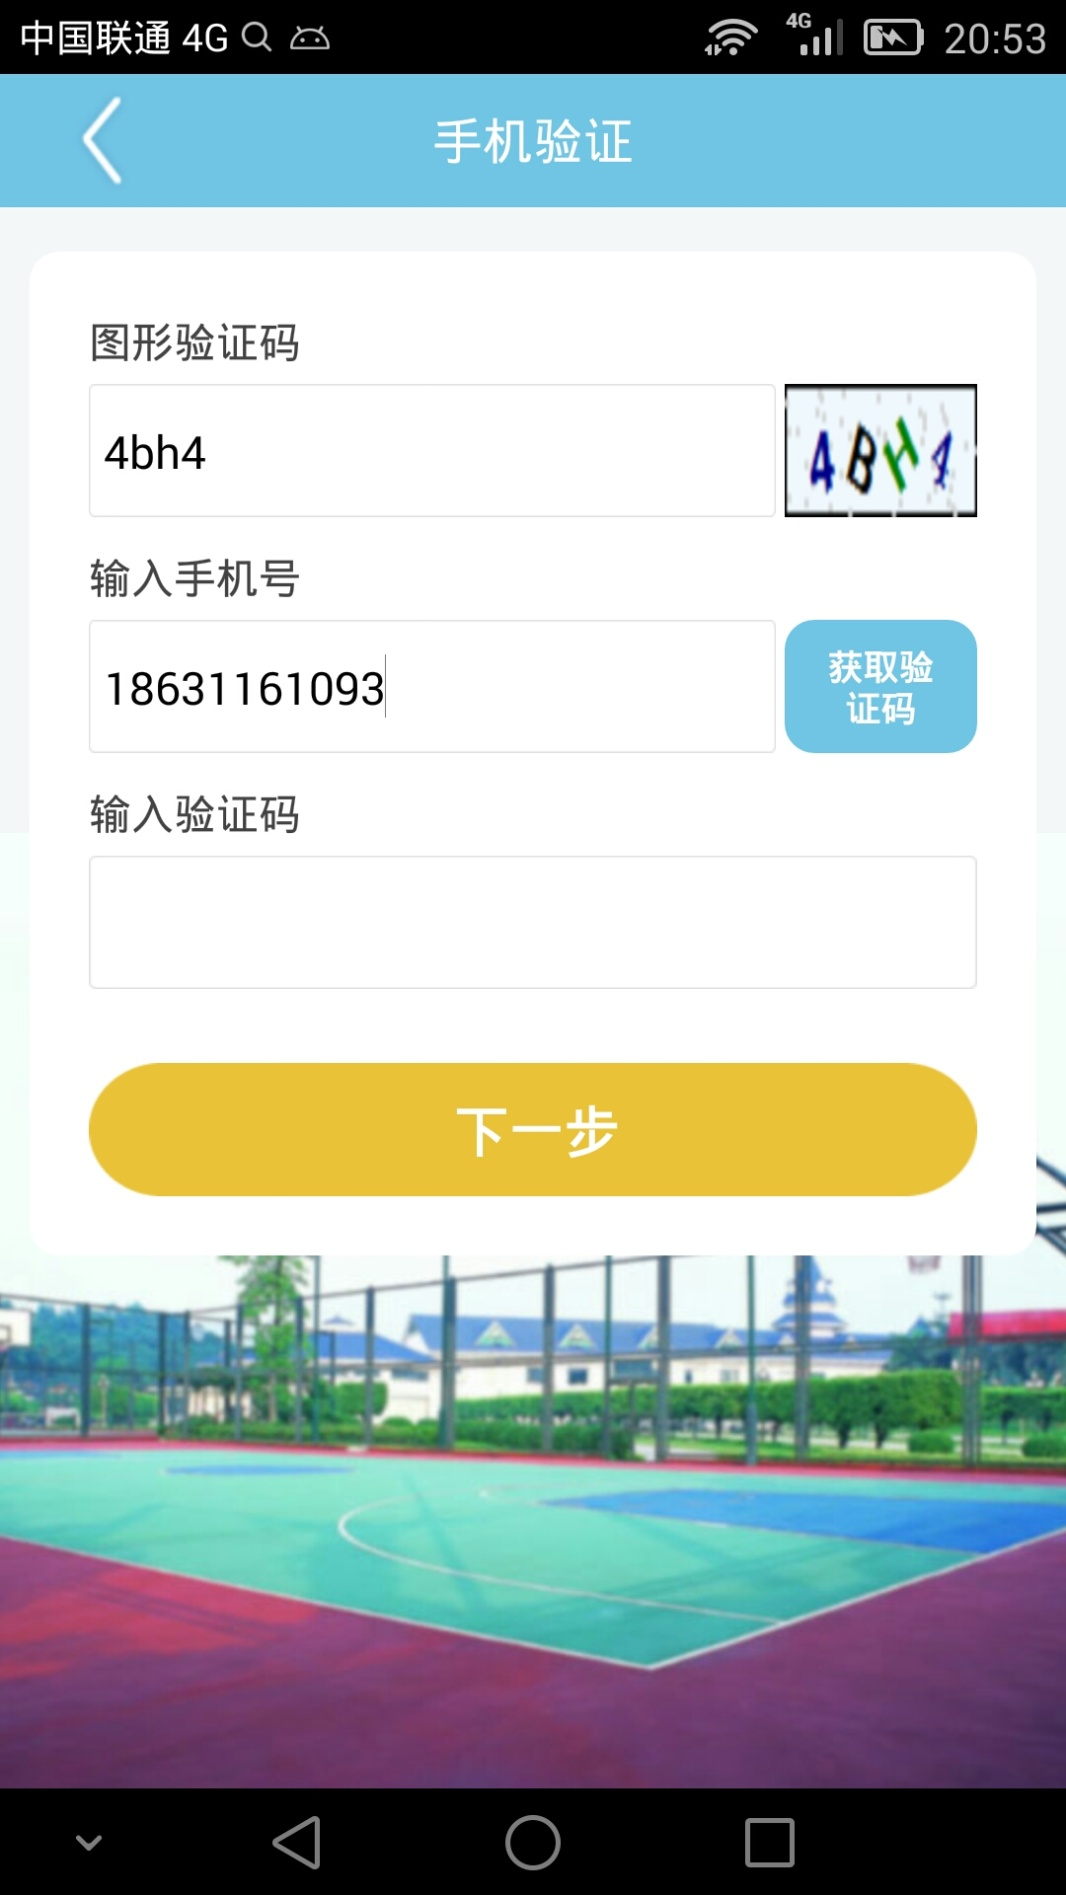 中国联通 4G
4G
20:53
手机验证
图形验证码
4bh4
4BH4
输入手机号
18631161093
获取验
证码
输入验证码
下一步